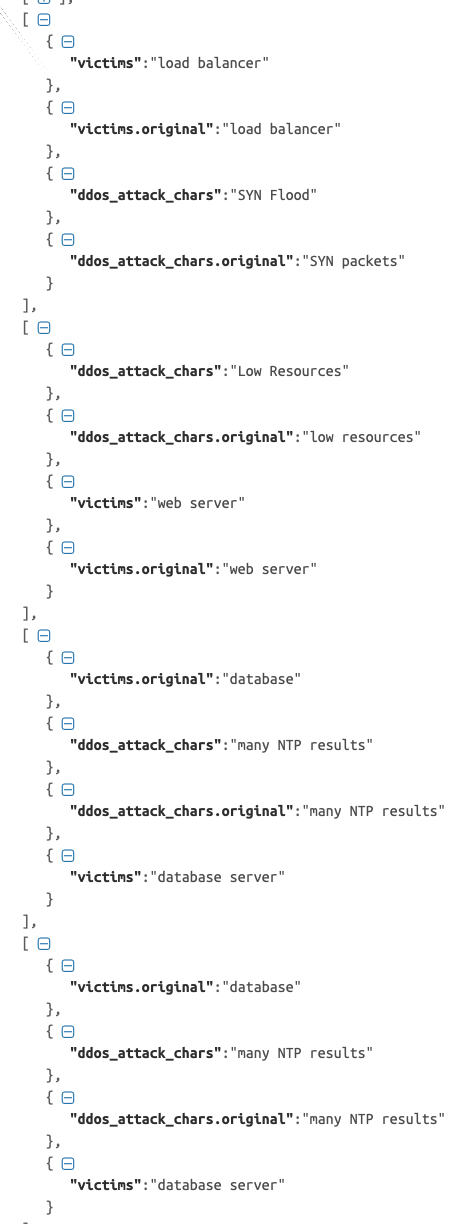 [
{
"victims":"load balancer"
},
{
"victims.original":"load balancer"
},
{
"ddos_attack_chars":"SYN Flood"
},
{
"ddos_attack_chars.original":"SYN packets"
}
],
[
{
"ddos_attack_chars":"Low Resources"
},
{
"ddos_attack_chars.original":"low resources"
},
{
"victims":"web server"
},
{
"victims.original":"web server"
}
],
[
{
"victims.original":"database"
},
{
"ddos_attack_chars":"many NTP results"
},
{
"ddos_attack_chars.original":"many NTP results"
},
{
"victims":"database server"
}
],
[
{
"victims.original":"database"
},
{
"ddos_attack_chars":"many NTP results"
},
{
"ddos_attack_chars.original":"many NTP results"
},
{
"victims":"database server"
}